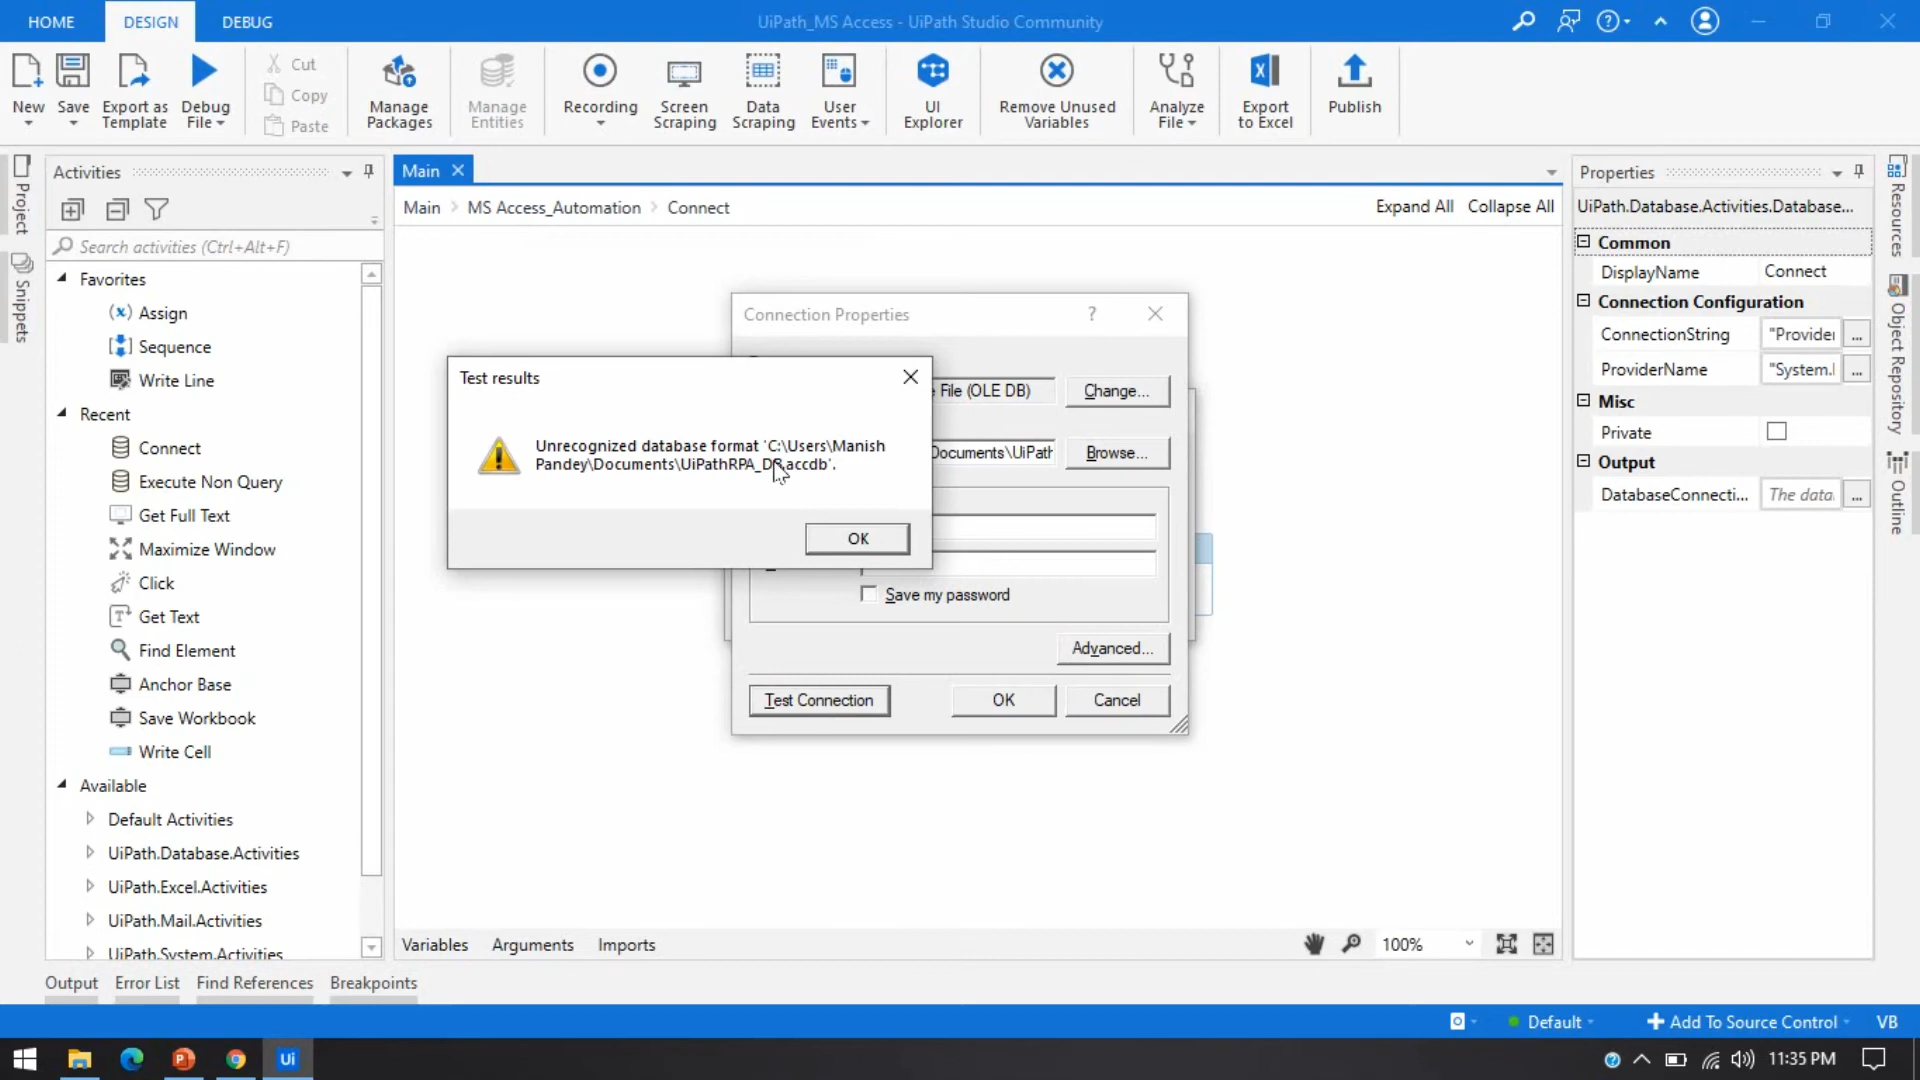 HOME DESIGN DEBUG UiPath_MS Access - UiPath Studio Community
New Save Export as Template Debug File Cut Copy Paste Manage Packages Manage Entities Recording Screen Scraping Data Scraping User Events UI Explorer Remove Unused Variables Analyze File Export to Excel Publish
Project
Snippets
Activities
Search activities (Ctrl+Alt+F)
Favorites
Assign
Sequence
Write Line
Recent
Connect
Execute Non Query
Get Full Text
Maximize Window
Click
Get Text
Find Element
Anchor Base
Save Workbook
Write Cell
Available
Default Activities
UiPath.Database.Activities
UiPath.Excel.Activities
UiPath.Mail.Activities
UiPath.System.Activities
Main
Main > MS Access_Automation > Connect Expand All Collapse All
Connection Properties ?
File (OLE DB) Change...
Documents\UiPath Browse...
Save my password
Advanced...
Test Connection OK Cancel
Test results
Unrecognized database format 'C:\Users\Manish
Pandey\Documents\UiPathRPA_DB.accdb'.
OK
Variables Arguments Imports 100%
Properties
UiPath.Database.Activities.Database...
Common
DisplayName Connect
Connection Configuration
ConnectionString "Provider ...
ProviderName "System. ...
Misc
Private
Output
DatabaseConnecti... The data ...
Resources
Object Repository
Outline
Output Error List Find References Breakpoints
Default Add To Source Control VB
Ui 11:35 PM